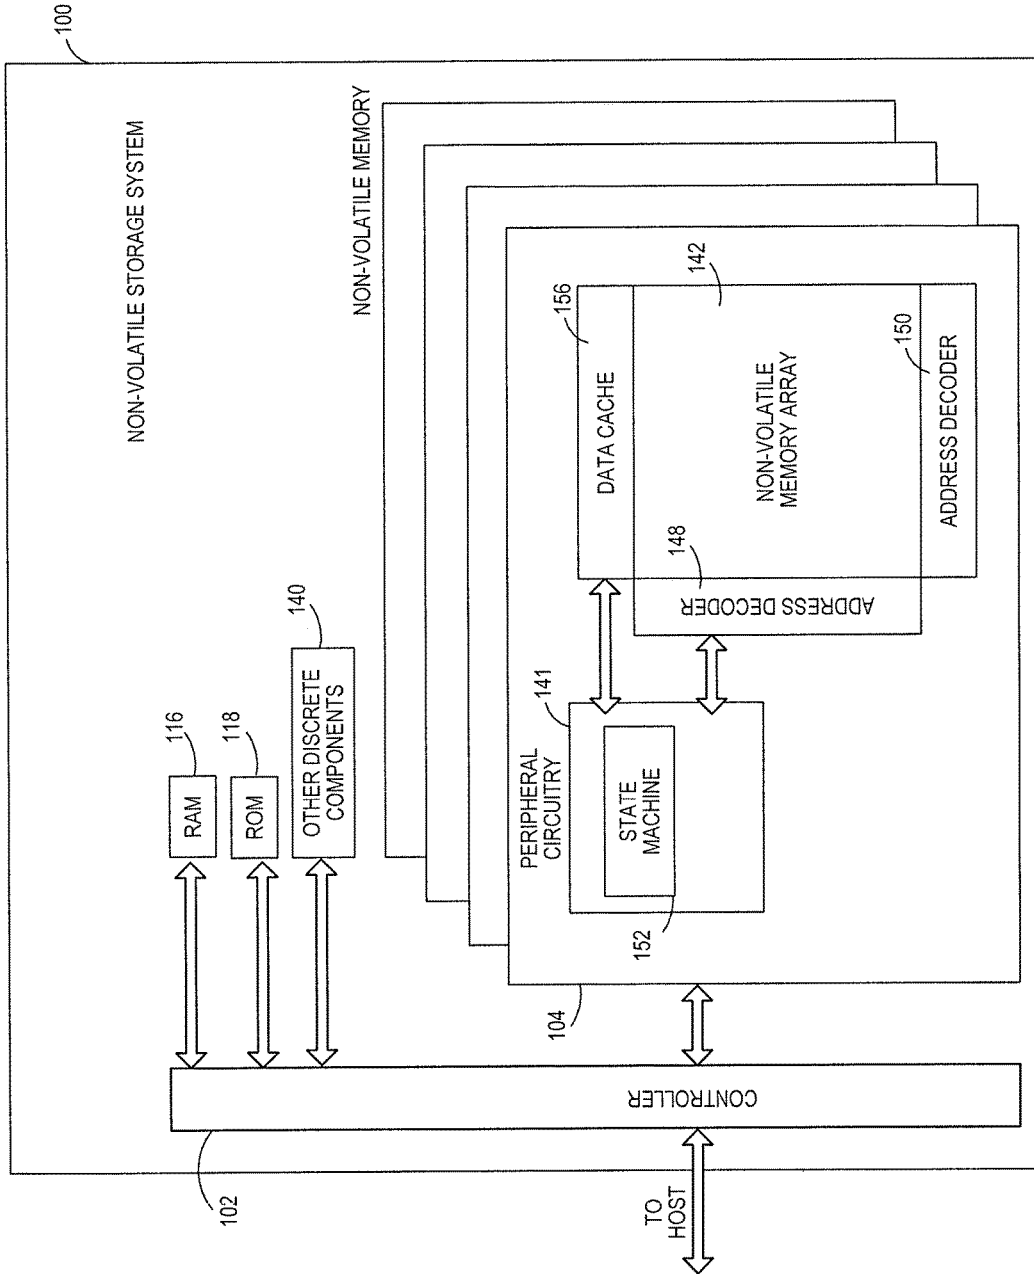 100
NON-VOLATILE STORAGE SYSTEM
116
RAM
118
ROM
140
OTHER DISCRETE
COMPONENTS
NON-VOLATILE MEMORY
102
CONTROLLER
TO
HOST
104
PERIPHERAL
CIRCUITRY
141
STATE
MACHINE
152
156
DATA CACHE
148
ADDRESS DECODER
142
NON-VOLATILE
MEMORY ARRAY
150
ADDRESS DECODER